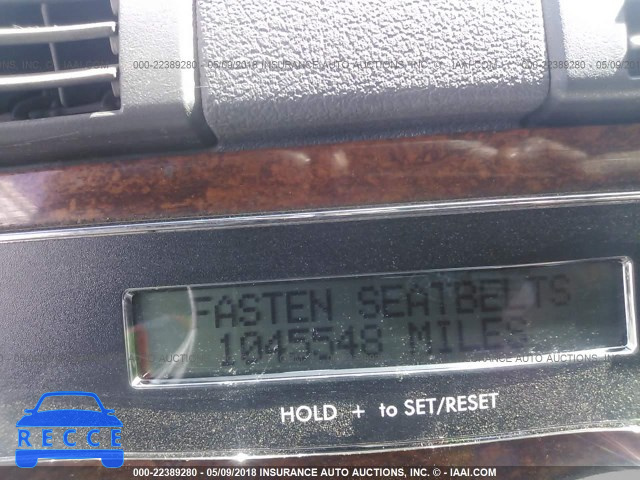 000-22389280 - 05/09/2018 INSURANCE AUTO AUCTIONS, INC. - © - IAAI.COM
FASTEN SEATBELTS
1045548 MILES
HOLD + to SET/RESET
RECCE
000-22389280 - 05/09/2018 INSURANCE AUTO AUCTIONS, INC. - © - IAAI.COM